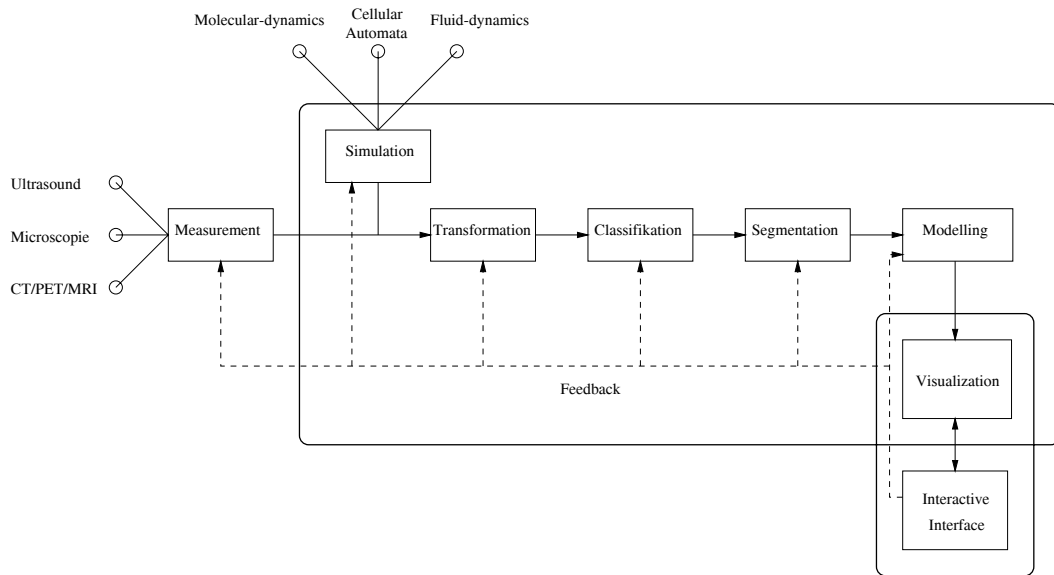 Molecular-dynamics
Cellular
Automata
Fluid-dynamics
Simulation
Ultrasound
Microscopie
CT/PET/MRI
Measurement
Transformation
Classifikation
Segmentation
Modelling
Feedback
Visualization
Interactive
Interface